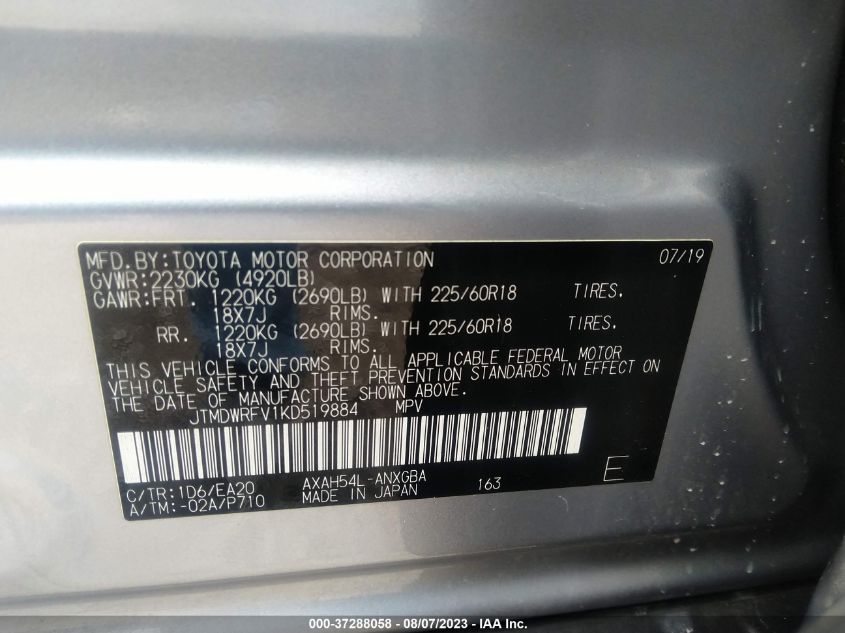 MFD.BY:TOYOTA MOTOR CORPORATION 07/19
GVWR:2230KG (4920LB)
GAWR:FRT. 1220KG (2690LB) WITH 225/60R18 TIRES.
18X7J RIMS.
RR. 1220KG (2690LB) WITH 225/60R18 TIRES.
18X7J RIMS.
THIS VEHICLE CONFORMS TO ALL APPLICABLE FEDERAL MOTOR
VEHICLE SAFETY AND THEFT PREVENTION STANDARDS IN EFFECT ON
THE DATE OF MANUFACTURE SHOWN ABOVE.
JTMDWRFV1KD519884 MPV
C/TR:1D6/EA20 AXAH54L-ANXGBA E
A/TM:-02A/P710 MADE IN JAPAN 163
000-37288058 - 08/07/2023 - IAA Inc.